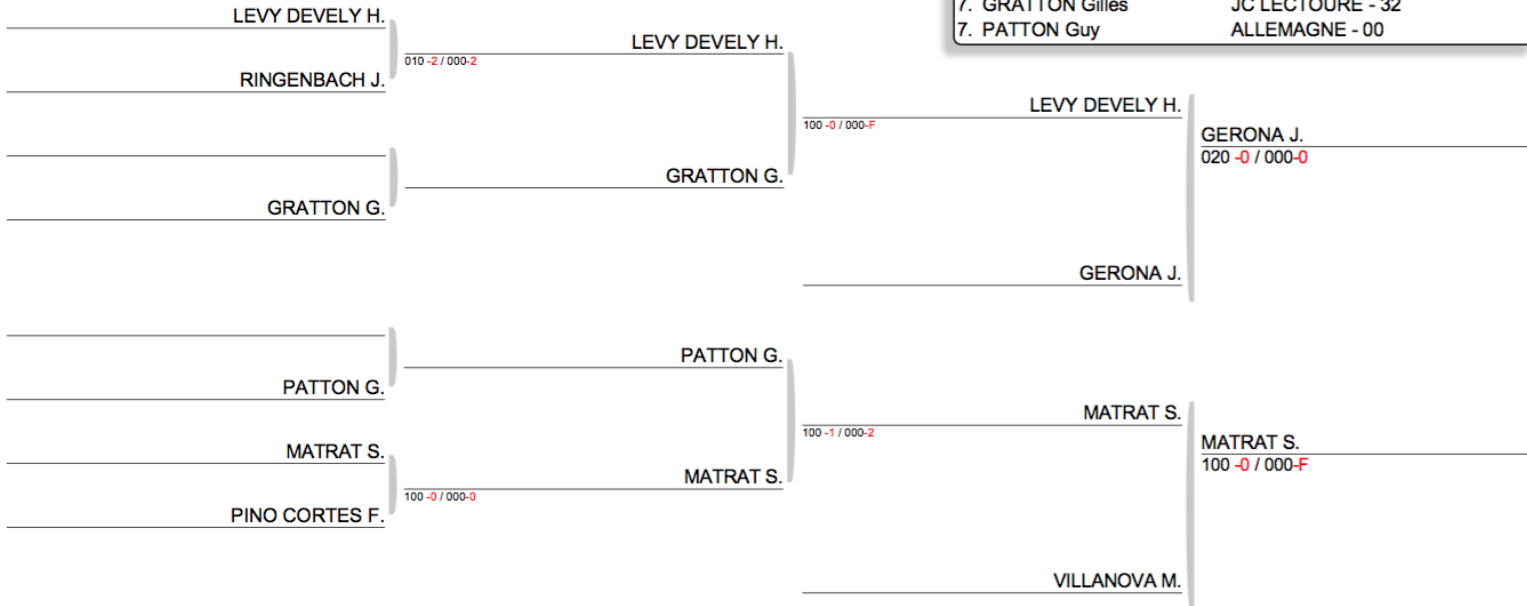 7. GRATTON Gilles JC LECTOURE - 32
7. PATTON Guy ALLEMAGNE - 00
LEVY DEVELY H.
RINGENBACH J.
GRATTON G.
PATTON G.
MATRAT S.
PINO CORTES F.
LEVY DEVELY H.
010 -2 / 000-2
GRATTON G.
PATTON G.
MATRAT S.
100 -0 / 000-0
LEVY DEVELY H.
100 -0 / 000-F
GERONA J.
MATRAT S.
100 -1 / 000-2
VILLANOVA M.
GERONA J.
020 -0 / 000-0
MATRAT S.
100 -0 / 000-F